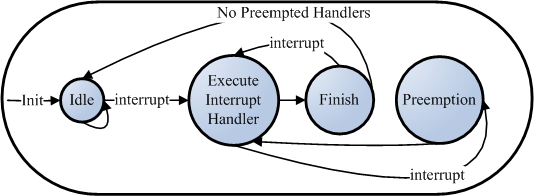 No Preempted Handlers
interrupt
Init
Idle
interrupt
Execute
Interrupt
Handler
Finish
Preemption
interrupt